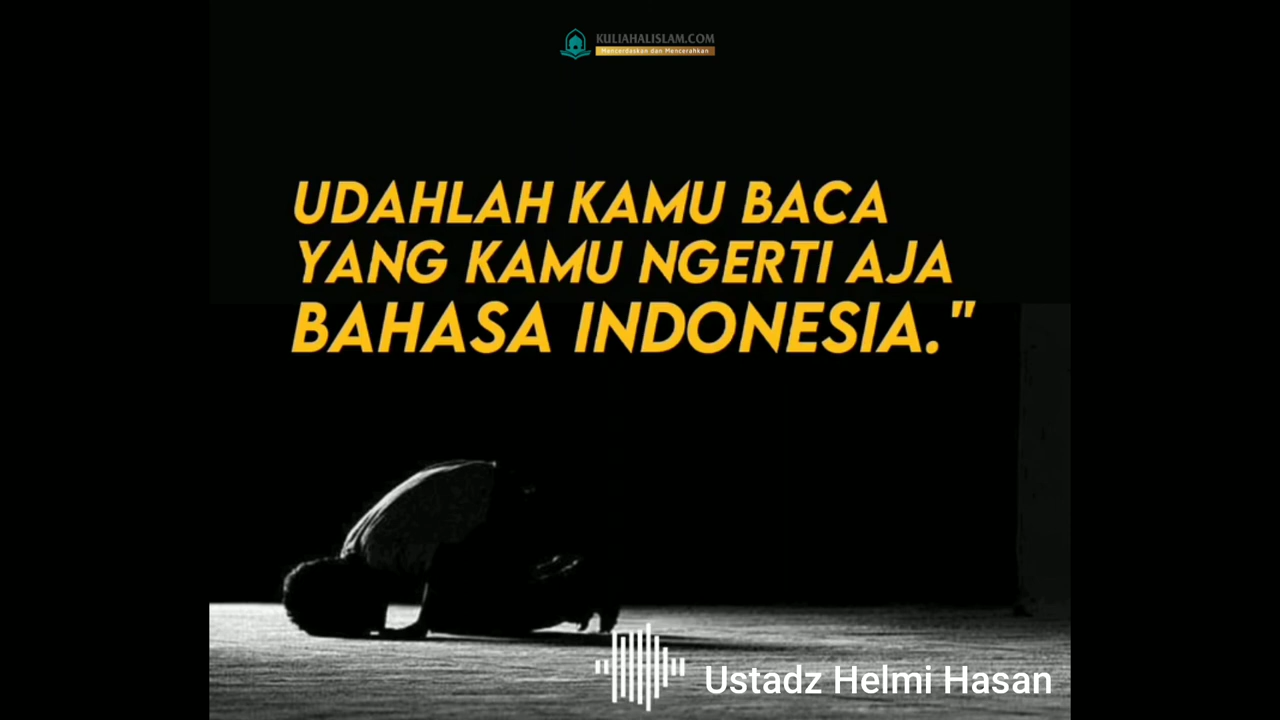 KULIAHALISLAM.COM
Mencerdaskan dan Mencerahkan
UDAHLAH KAMU BACA
YANG KAMU NGERTI AJA
BAHASA INDONESIA."
Ustadz Helmi Hasan